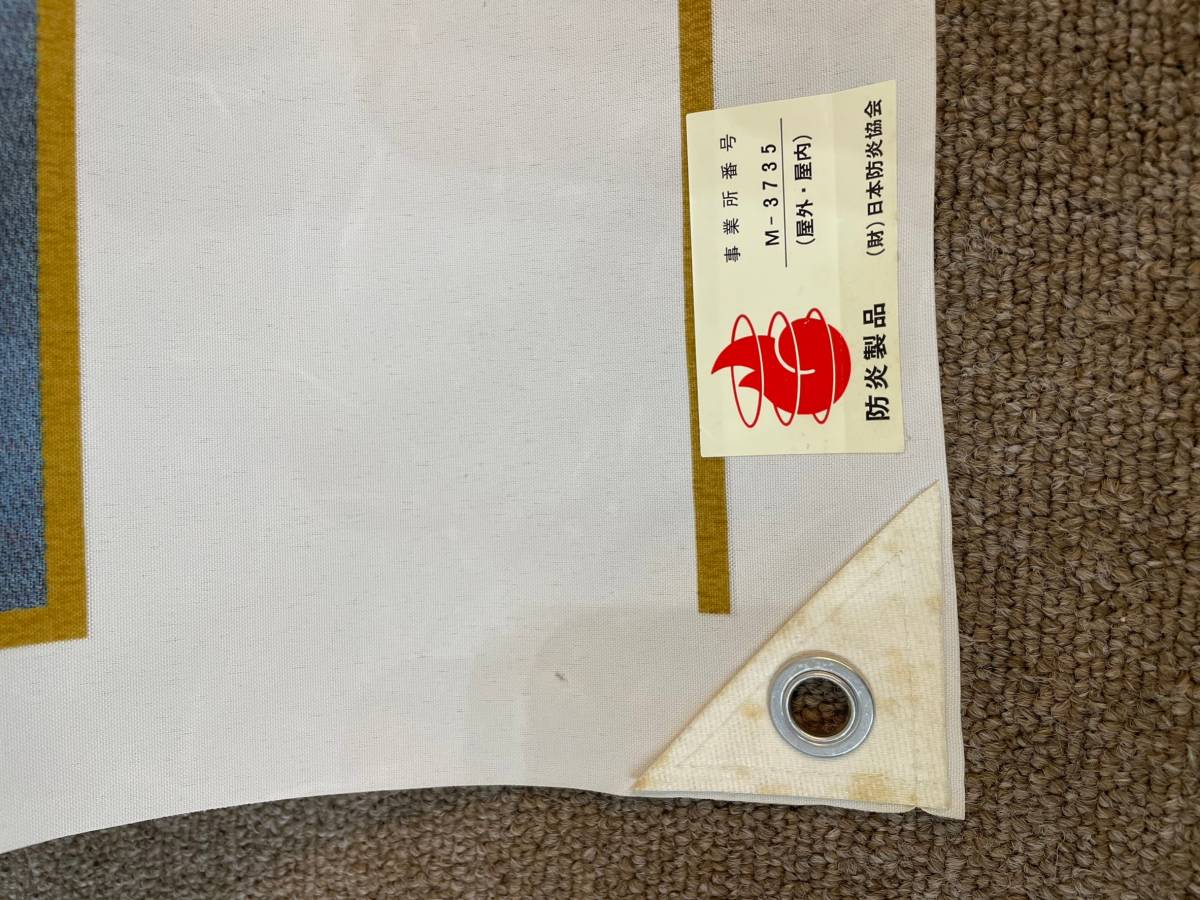 事業所番号
M-3735
(屋外・屋内)
防炎製品
(財)日本防炎協会